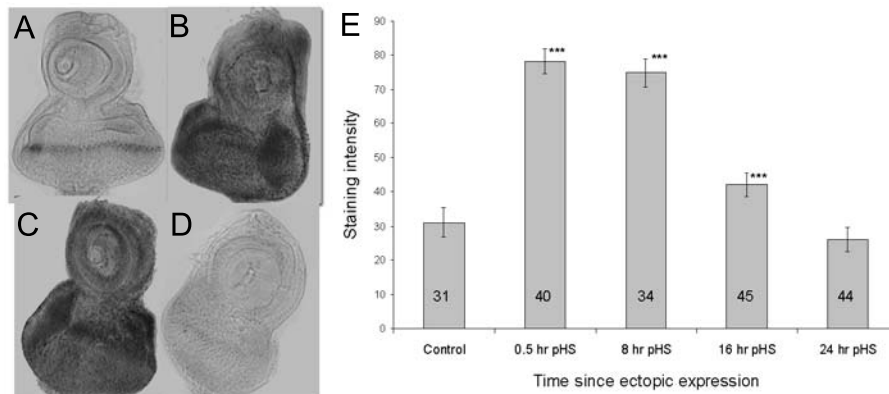 A
B
C
D
E
Staining intensity
90
80
70
60
50
40
30
20
10
0
***
***
***
31
40
34
45
44
Control
0.5 hr pHS
8 hr pHS
16 hr pHS
24 hr pHS
Time since ectopic expression